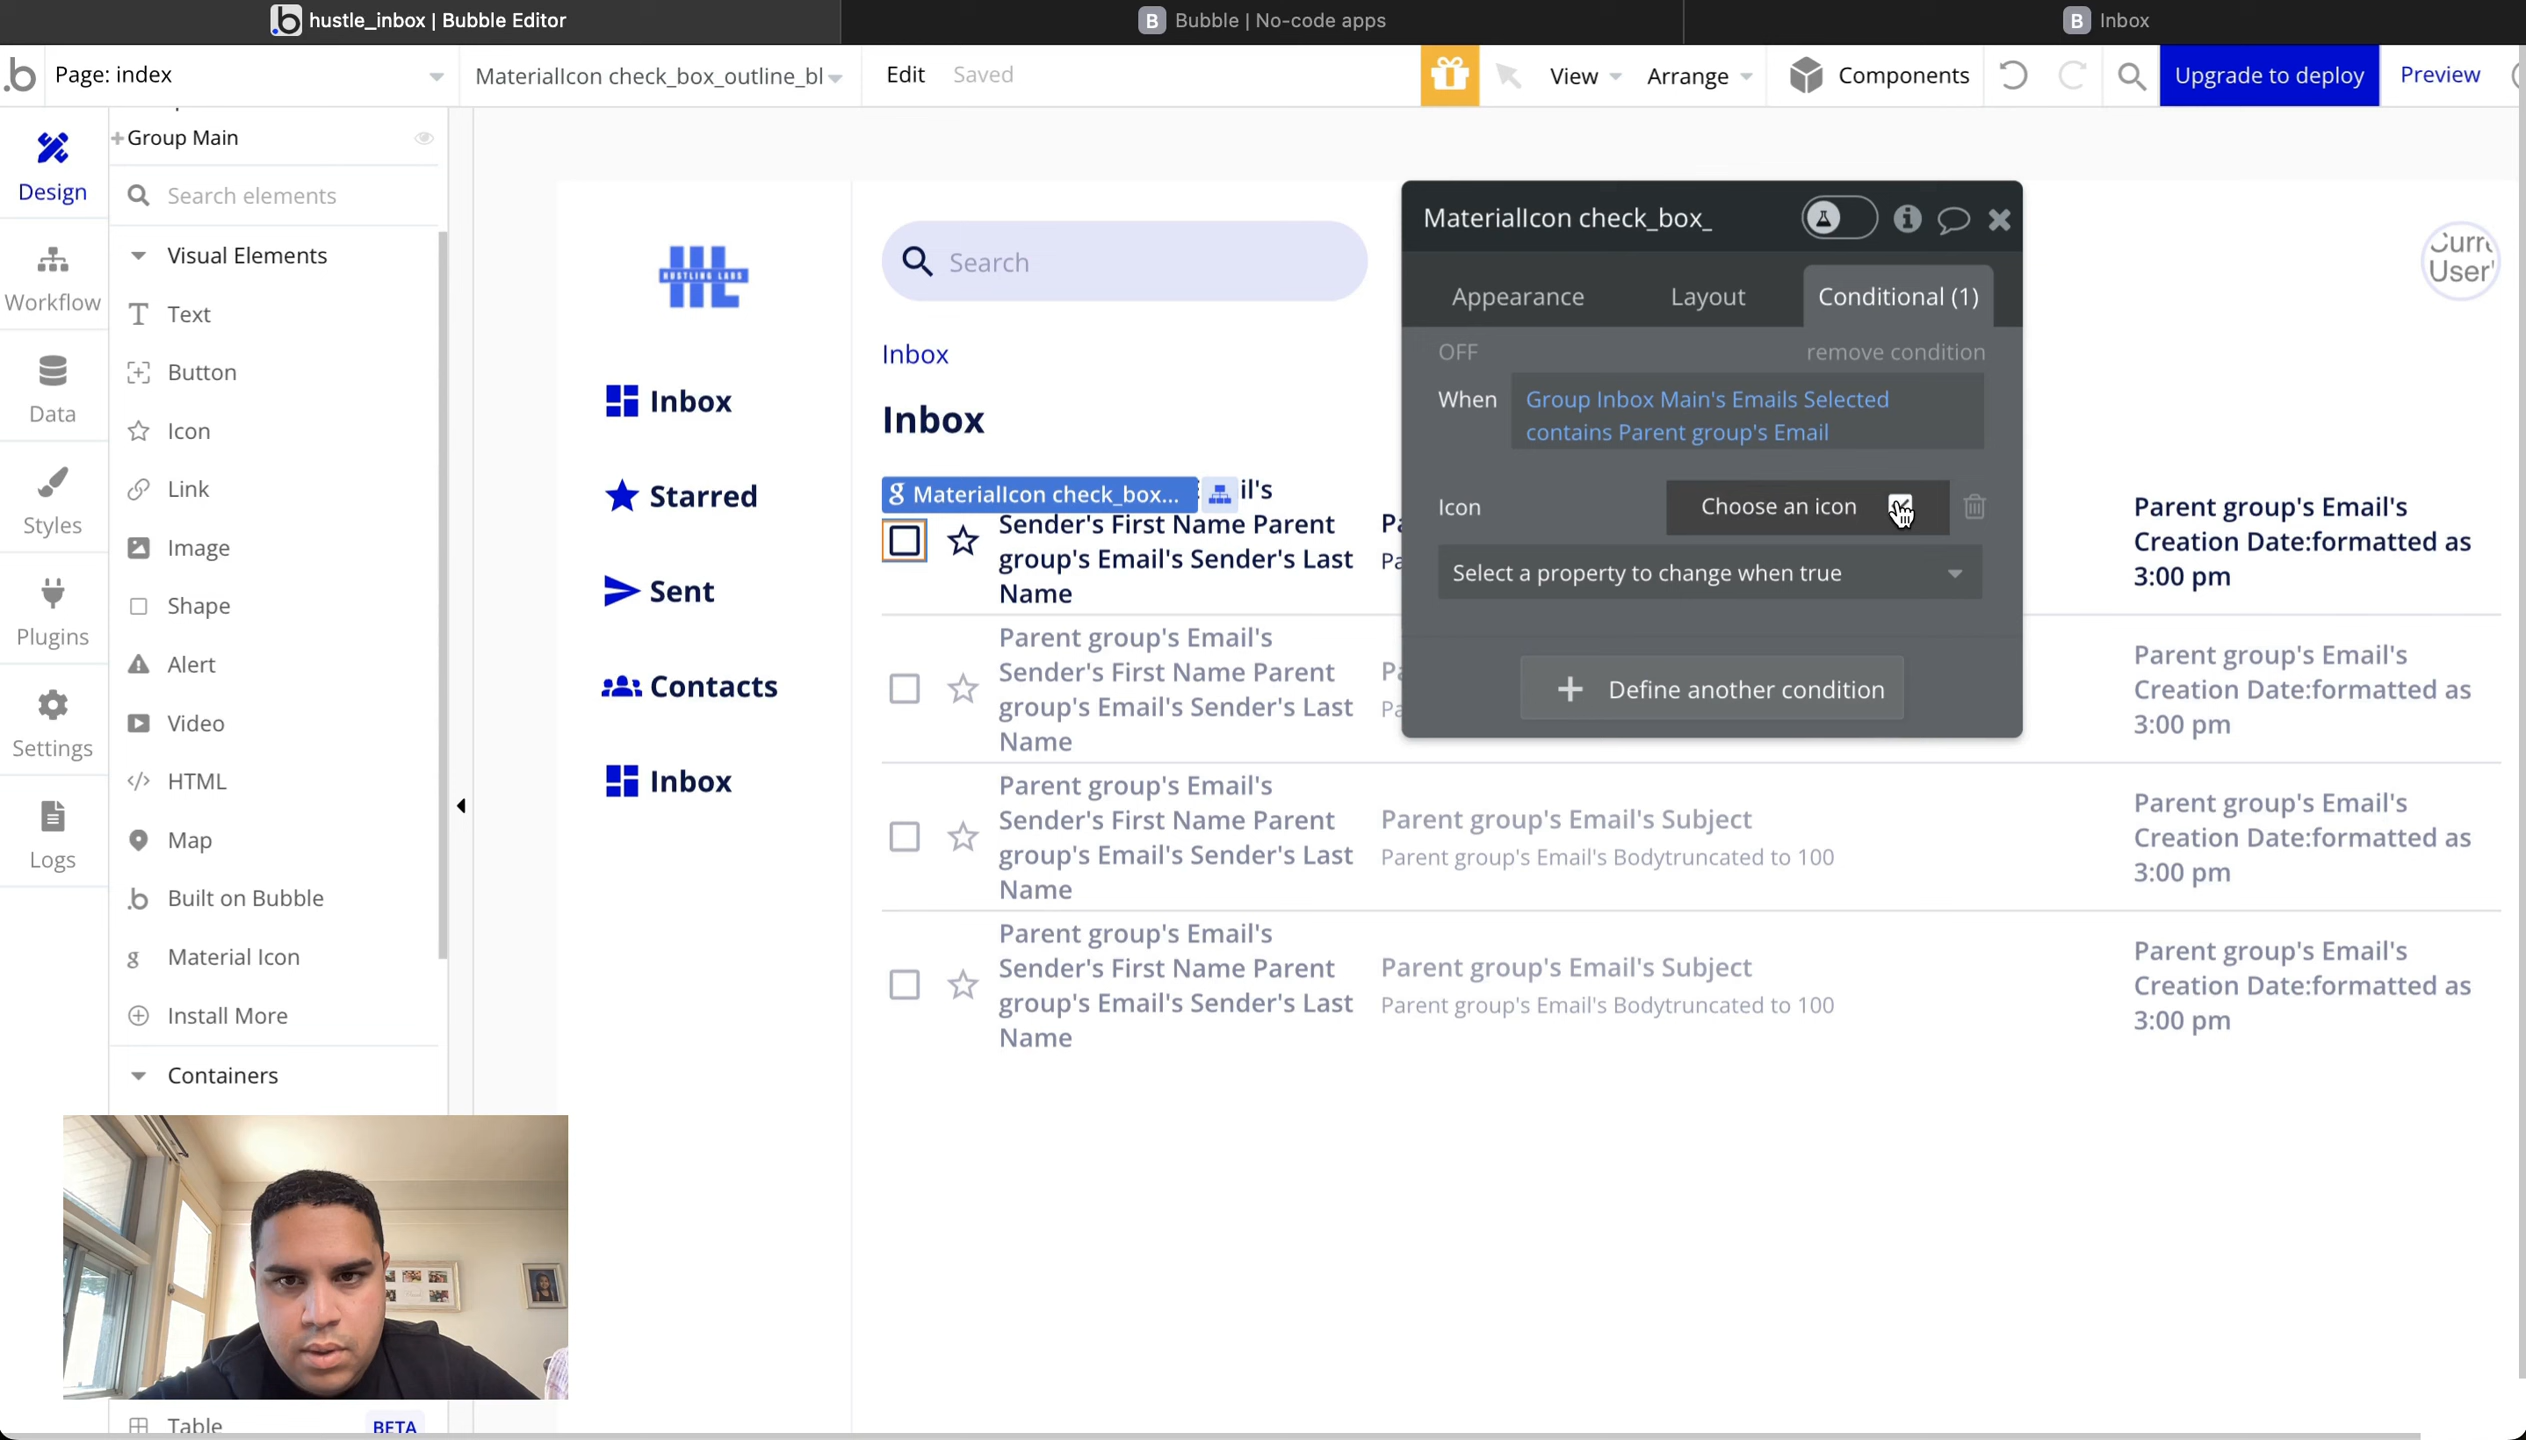 hustle_inbox | Bubble Editor
Bubble | No-code apps
Inbox
Page: index
MaterialIcon check_box_outline_bl
Edit
Saved
View
Arrange
Components
Upgrade to deploy
Preview
Design
Workflow
Data
Styles
Plugins
Settings
Logs
Group Main
Search elements
Visual Elements
Text
Button
Icon
Link
Image
Shape
Alert
Video
HTML
Map
Built on Bubble
Material Icon
Install More
Containers
Table
BETA
HUSTLING LABS
Inbox
Starred
Sent
Contacts
Inbox
Search
Inbox
Inbox
MaterialIcon check_box...
il's
Sender's First Name Parent
group's Email's Sender's Last
Name
Parent group's Email's
Creation Date:formatted as
3:00 pm
Parent group's Email's
Sender's First Name Parent
group's Email's Sender's Last
Name
Parent group's Email's
Creation Date:formatted as
3:00 pm
Parent group's Email's
Sender's First Name Parent
group's Email's Sender's Last
Name
Parent group's Email's Subject
Parent group's Email's Bodytruncated to 100
Parent group's Email's
Creation Date:formatted as
3:00 pm
Parent group's Email's
Sender's First Name Parent
group's Email's Sender's Last
Name
Parent group's Email's Subject
Parent group's Email's Bodytruncated to 100
Parent group's Email's
Creation Date:formatted as
3:00 pm
MaterialIcon check_box_
Appearance
Layout
Conditional (1)
OFF
remove condition
When
Group Inbox Main's Emails Selected
contains Parent group's Email
Icon
Choose an icon
Select a property to change when true
Define another condition
User'